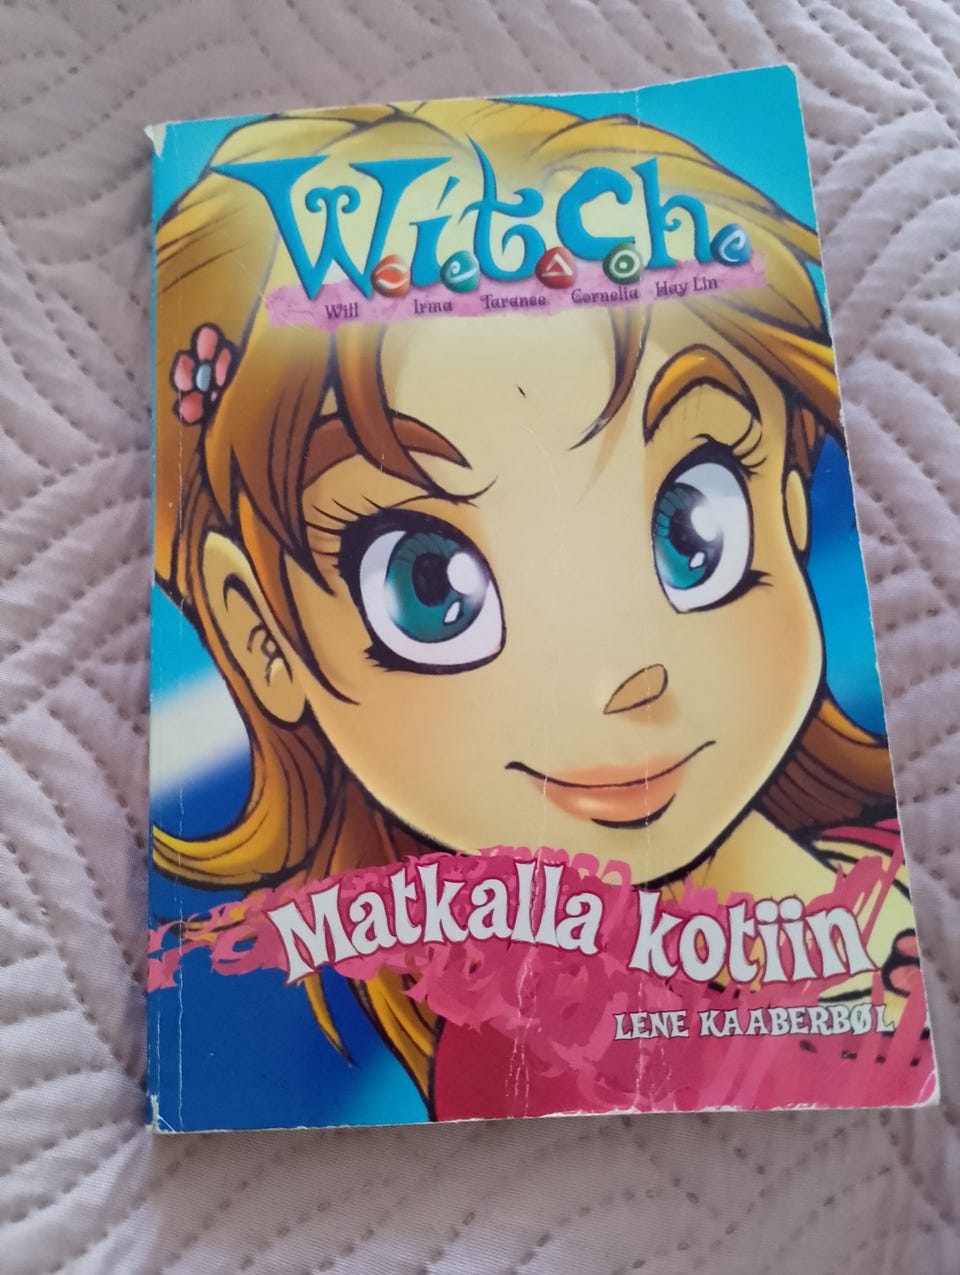 W.i.t.c.h.
Will Irma Taranee Cornelia Hay Lin
Matkalla kotiin
LENE KAABERBØL